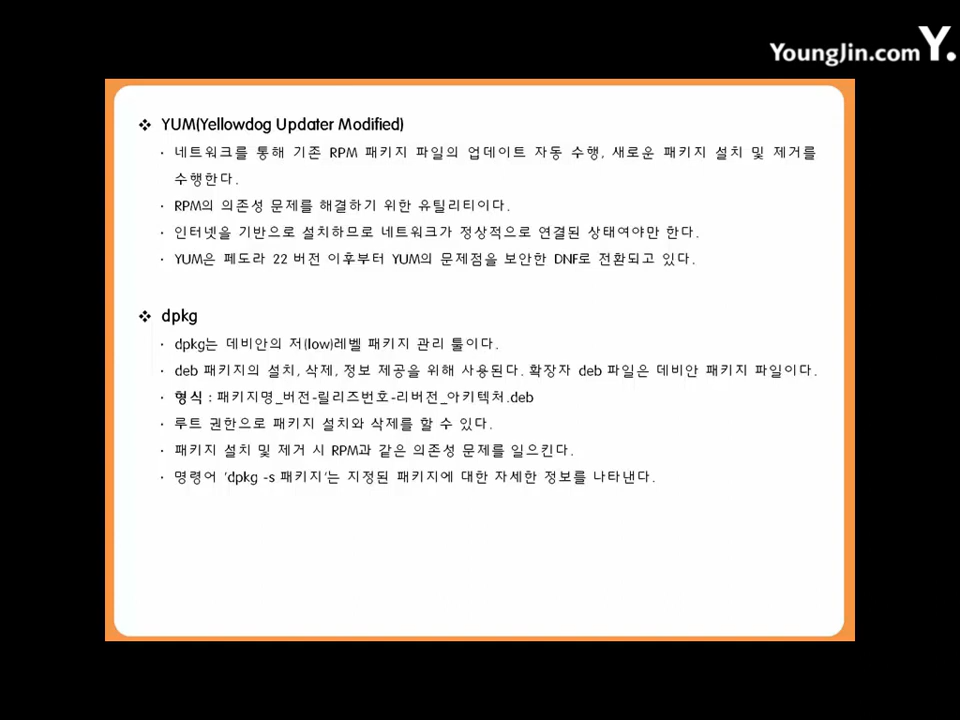 YoungJin.com Y.
❖ YUM(Yellowdog Updater Modified)
· 네트워크를 통해 기존 RPM 패키지 파일의 업데이트 자동 수행, 새로운 패키지 설치 및 제거를
수행한다.
· RPM의 의존성 문제를 해결하기 위한 유틸리티이다.
· 인터넷을 기반으로 설치하므로 네트워크가 정상적으로 연결된 상태여야만 한다.
· YUM은 페도라 22 버전 이후부터 YUM의 문제점을 보안한 DNF로 전환되고 있다.
❖ dpkg
· dpkg는 데비안의 저(low)레벨 패키지 관리 툴이다.
· deb 패키지의 설치, 삭제, 정보 제공을 위해 사용된다. 확장자 deb 파일은 데비안 패키지 파일이다.
· 형식 : 패키지명_버전-릴리즈번호-리버전_아키텍처.deb
· 루트 권한으로 패키지 설치와 삭제를 할 수 있다.
· 패키지 설치 및 제거 시 RPM과 같은 의존성 문제를 일으킨다.
· 명령어 'dpkg -s 패키지'는 지정된 패키지에 대한 자세한 정보를 나타낸다.